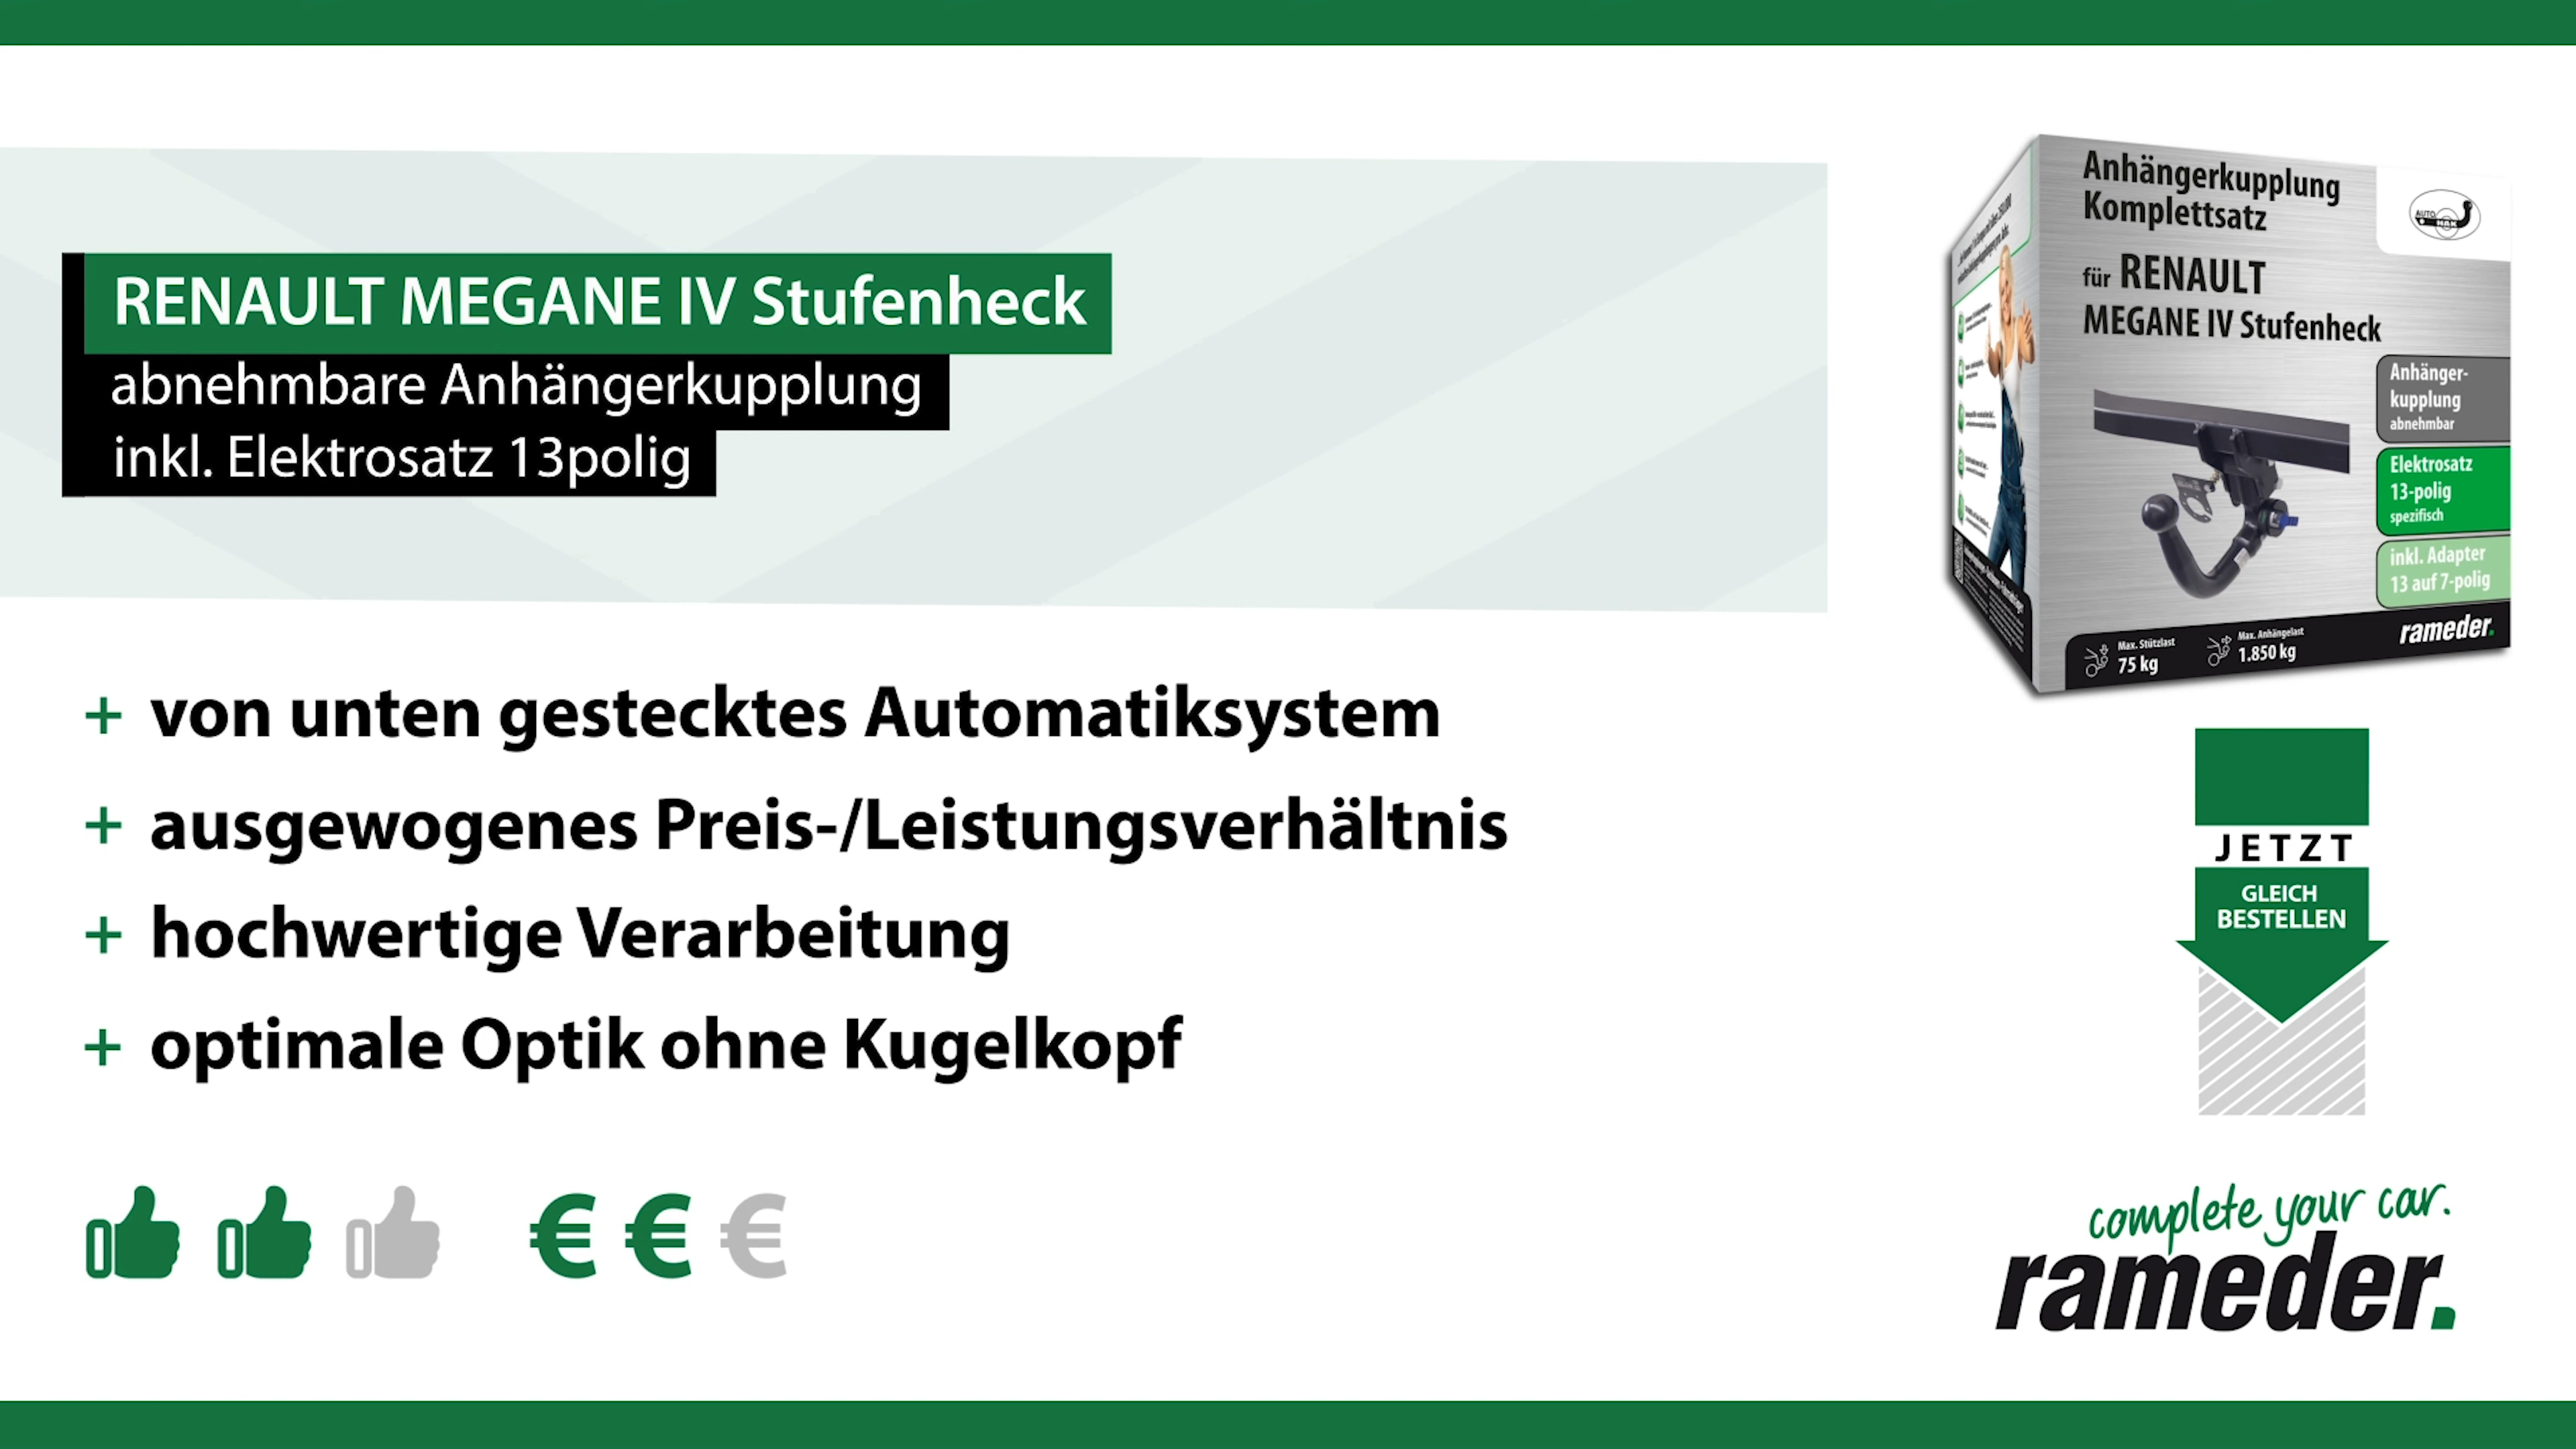 RENAULT MEGANE IV Stufenheck
abnehmbare Anhängerkupplung
inkl. Elektrosatz 13polig
+ von unten gestecktes Automatiksystem
+ ausgewogenes Preis-/Leistungsverhältnis
+ hochwertige Verarbeitung
+ optimale Optik ohne Kugelkopf
€ € €
Anhängerkupplung
Komplettsatz
für RENAULT
MEGANE IV Stufenheck
Anhänger-
kupplung
abnehmbar
Elektrosatz
13-polig
spezifisch
inkl. Adapter
13 auf 7-polig
Max. Stützlast
75 kg
Max. Anhängelast
1.850 kg
rameder.
AUTO
HAK
JETZT
GLEICH
BESTELLEN
complete your car.
rameder.